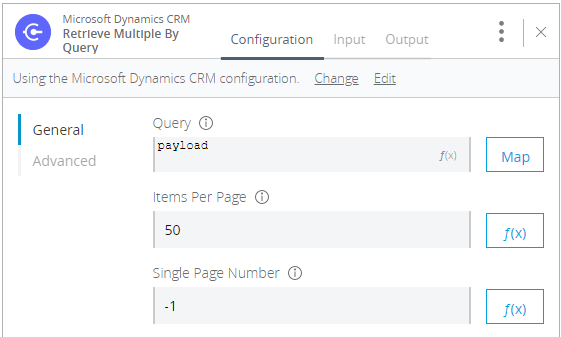 Microsoft Dynamics CRM
Retrieve Multiple By
Query
Configuration Input Output
Using the Microsoft Dynamics CRM configuration. Change Edit
General
Advanced
Query
payload
f(x)
Map
Items Per Page
50
f(x)
Single Page Number
-1
f(x)